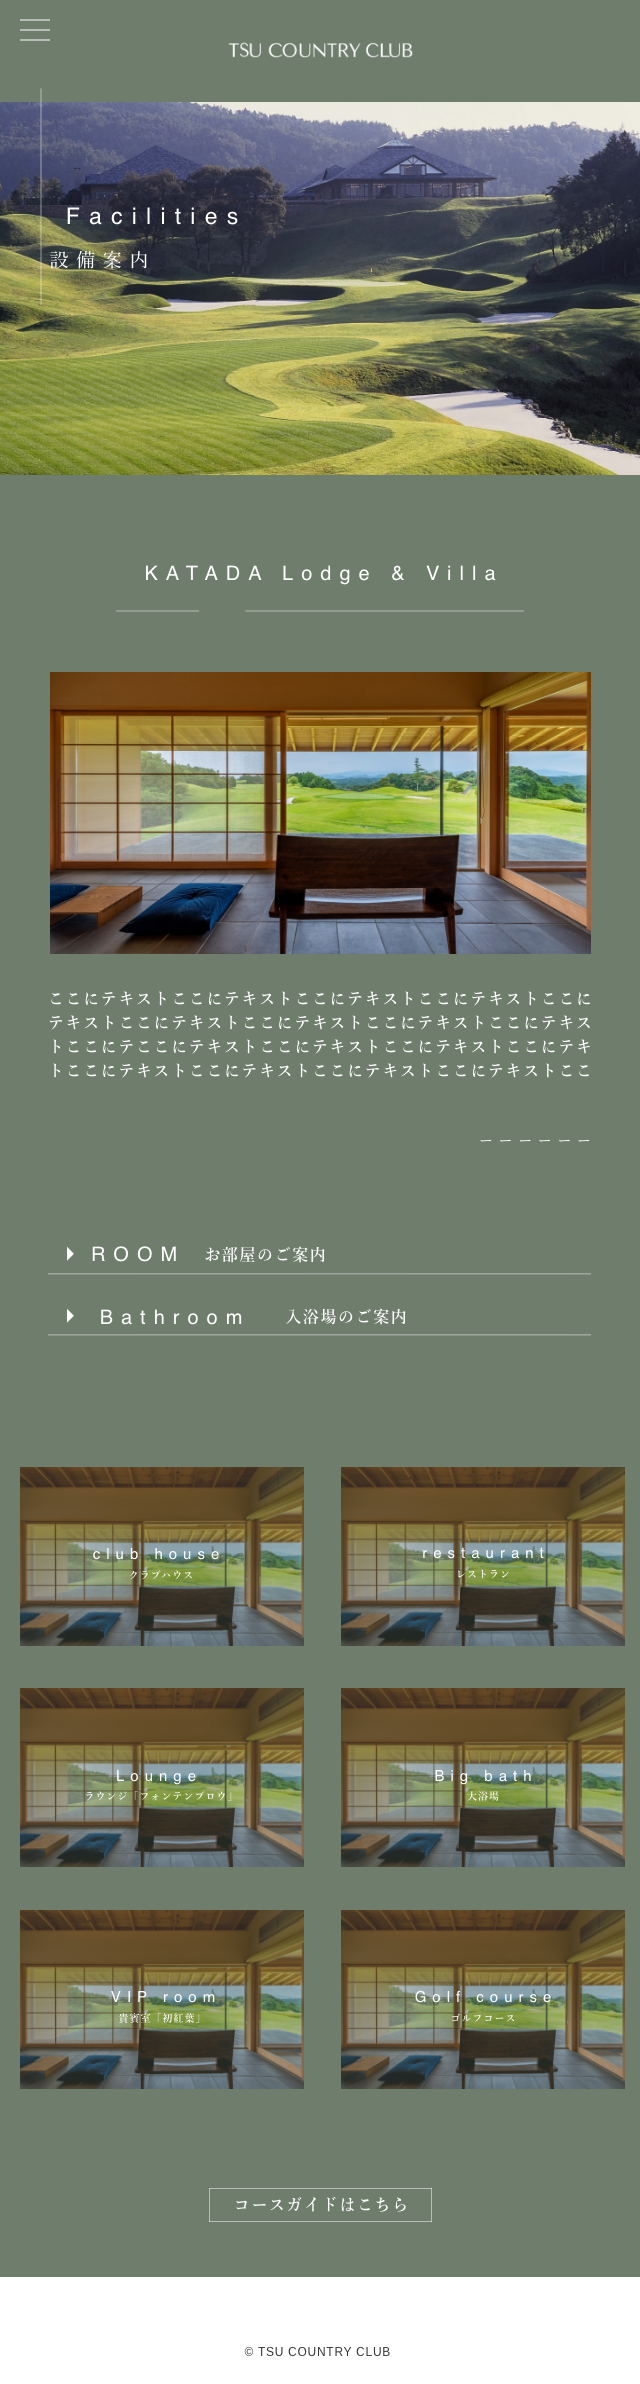 TSU COUNTRY CLUB
Facilities
設備案内
KATADA Lodge & Villa
ここにテキストここにテキストここにテキストここにテキストここに
テキストここにテキストここにテキストここにテキストここにテキス
トここにテここにテキストここにテキストここにテキストここにテキ
トここにテキストここにテキストここにテキストここにテキストここ
ーーーーーー
ROOM お部屋のご案内
Bathroom 入浴場のご案内
club house
クラブハウス
restaurant
レストラン
Lounge
ラウンジ「フォンテンブロウ」
Big bath
大浴場
VIP room
貴賓室「初紅葉」
Golf course
ゴルフコース
コースガイドはこちら
© TSU COUNTRY CLUB